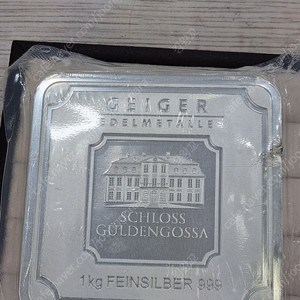 GEIGER
EDELMETALLE
SCHLOSS
GÜLDENGOSSA
1kg FEINSILBER 999